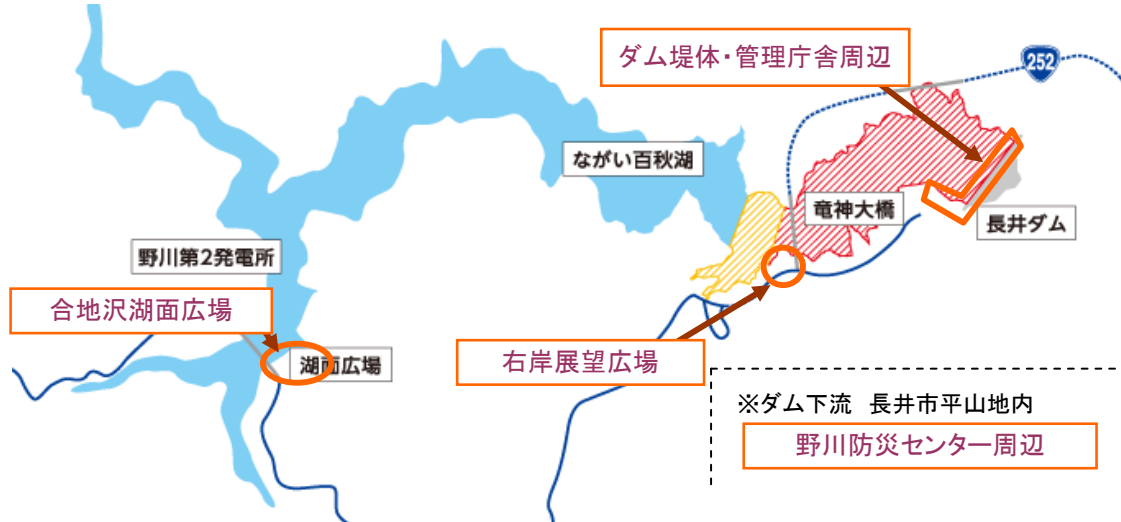 ダム堤体・管理庁舎周辺
252
ながい百秋湖
竜神大橋
長井ダム
野川第2発電所
合地沢湖面広場
湖面広場
右岸展望広場
※ダム下流 長井市平山地内
野川防災センター周辺